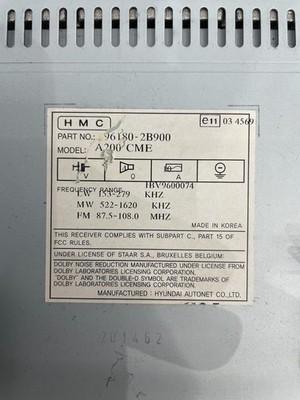 HMC
e11 03 4569
PART NO.: 96180-2B900
MODEL: A200 CME
V O A
HBV9600074
FREQUENCY RANGE
LW 153-279 KHZ
MW 522-1620 KHZ
FM 87.5-108.0 MHZ
MADE IN KOREA
THIS RECEIVER COMPLIES WITH SUBPART C., PART 15 OF
FCC RULES.
UNDER LICENSE OF STAAR S.A., BRUXELLES BELGIUM:
DOLBY NOISE REDUCTION MANUFACTURED UNDER LICENSE FROM
DOLBY LABORATORIES LICENSING CORPORATION.
"DOLBY" AND THE DOUBLE-D SYMBOL ARE TRADEMARKS OF
DOLBY LABORATORIES LICENSING CORPORATION.
MANUFACTURED : HYUNDAI AUTONET CO.,LTD.